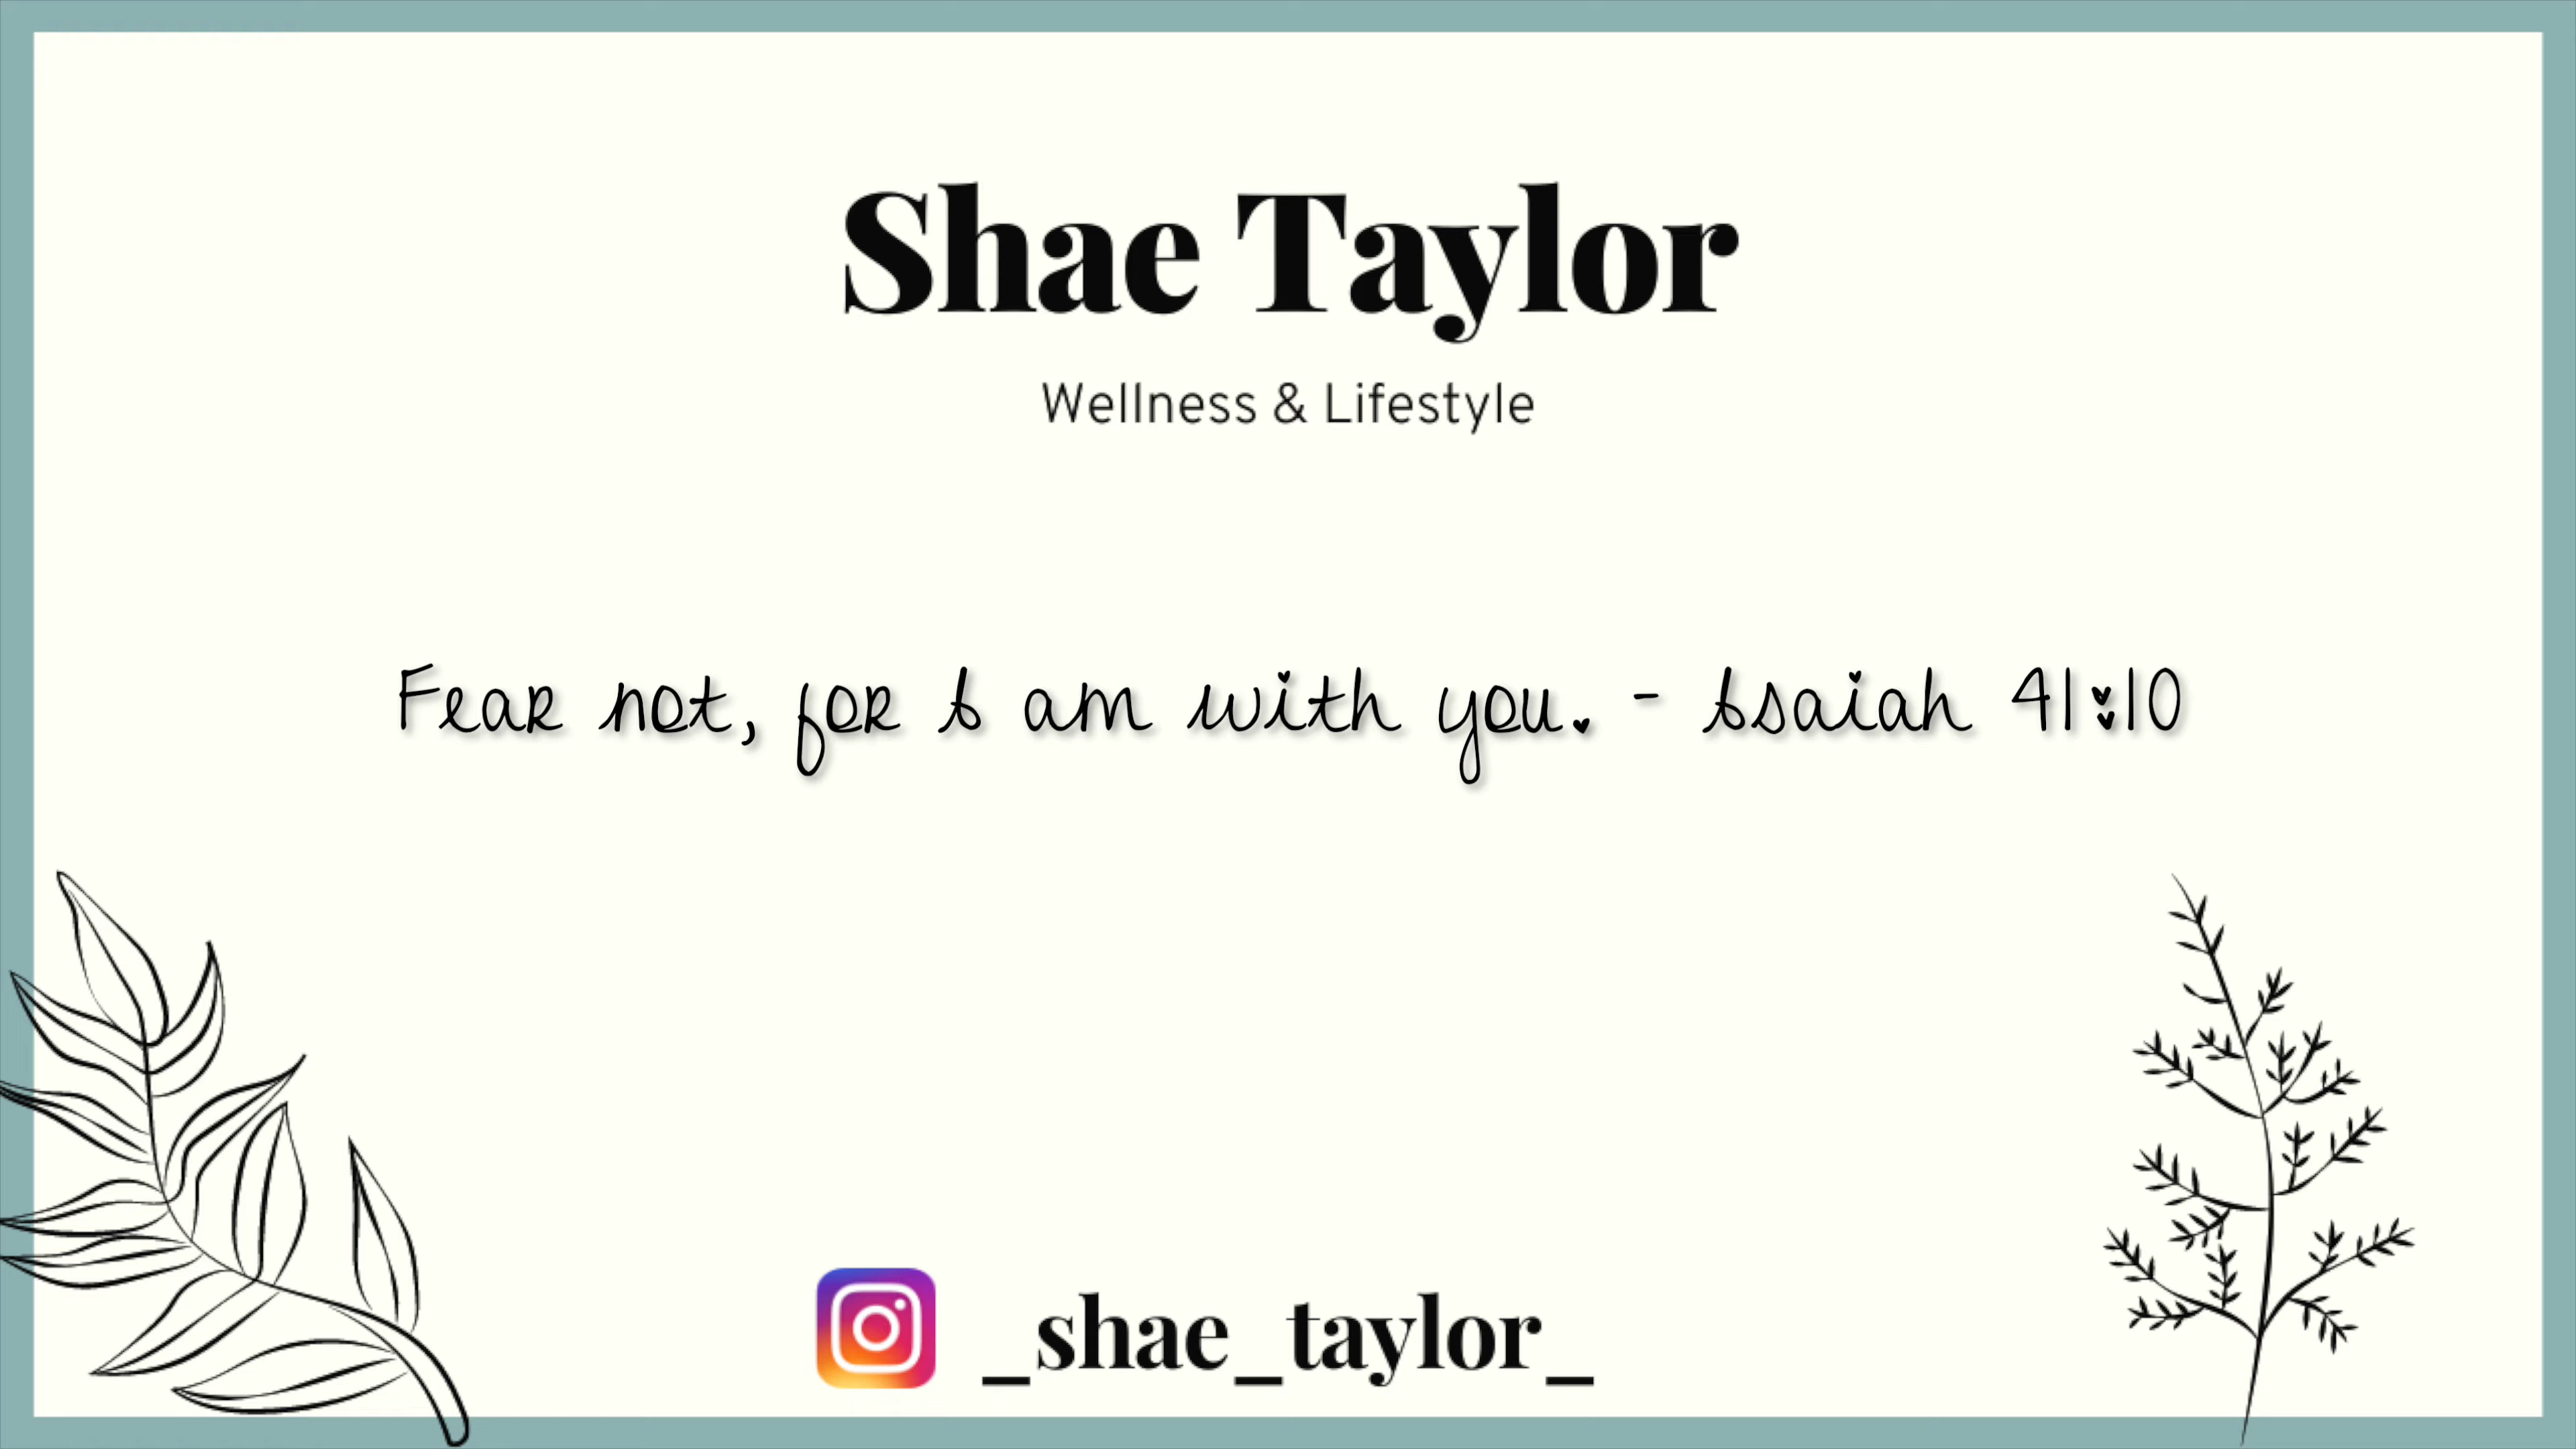 Shae Taylor
Wellness & Lifestyle
Fear not, for I am with you. - Isaiah 41:10
_shae_taylor_